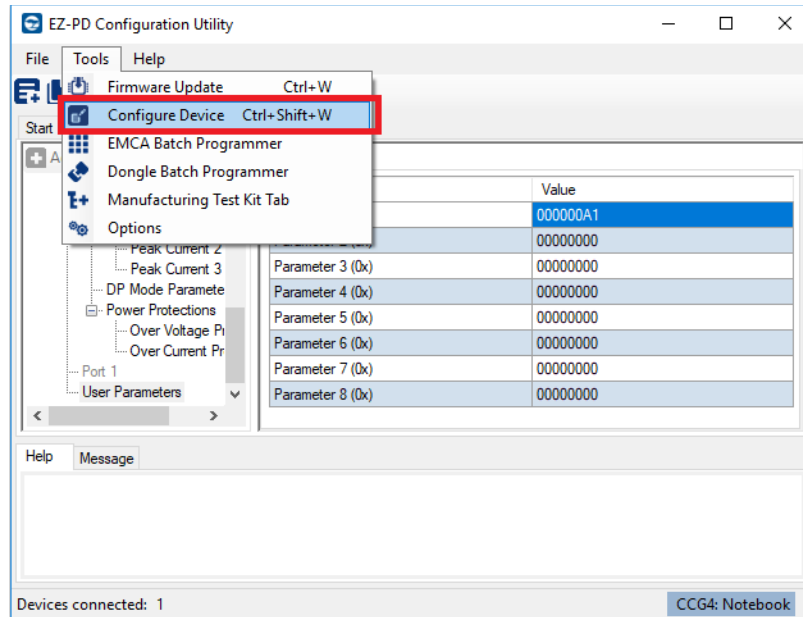 EZ-PD Configuration Utility
File Tools Help
Firmware Update Ctrl+W
Configure Device Ctrl+Shift+W
EMCA Batch Programmer
Dongle Batch Programmer
Manufacturing Test Kit Tab
Options
Start
A
Peak Current 2
Peak Current 3
DP Mode Paramete
Power Protections
Over Voltage Pr
Over Current Pr
Port 1
User Parameters
Value
000000A1
00000000
Parameter 3 (0x) 00000000
Parameter 4 (0x) 00000000
Parameter 5 (0x) 00000000
Parameter 6 (0x) 00000000
Parameter 7 (0x) 00000000
Parameter 8 (0x) 00000000
Help Message
Devices connected: 1
CCG4: Notebook